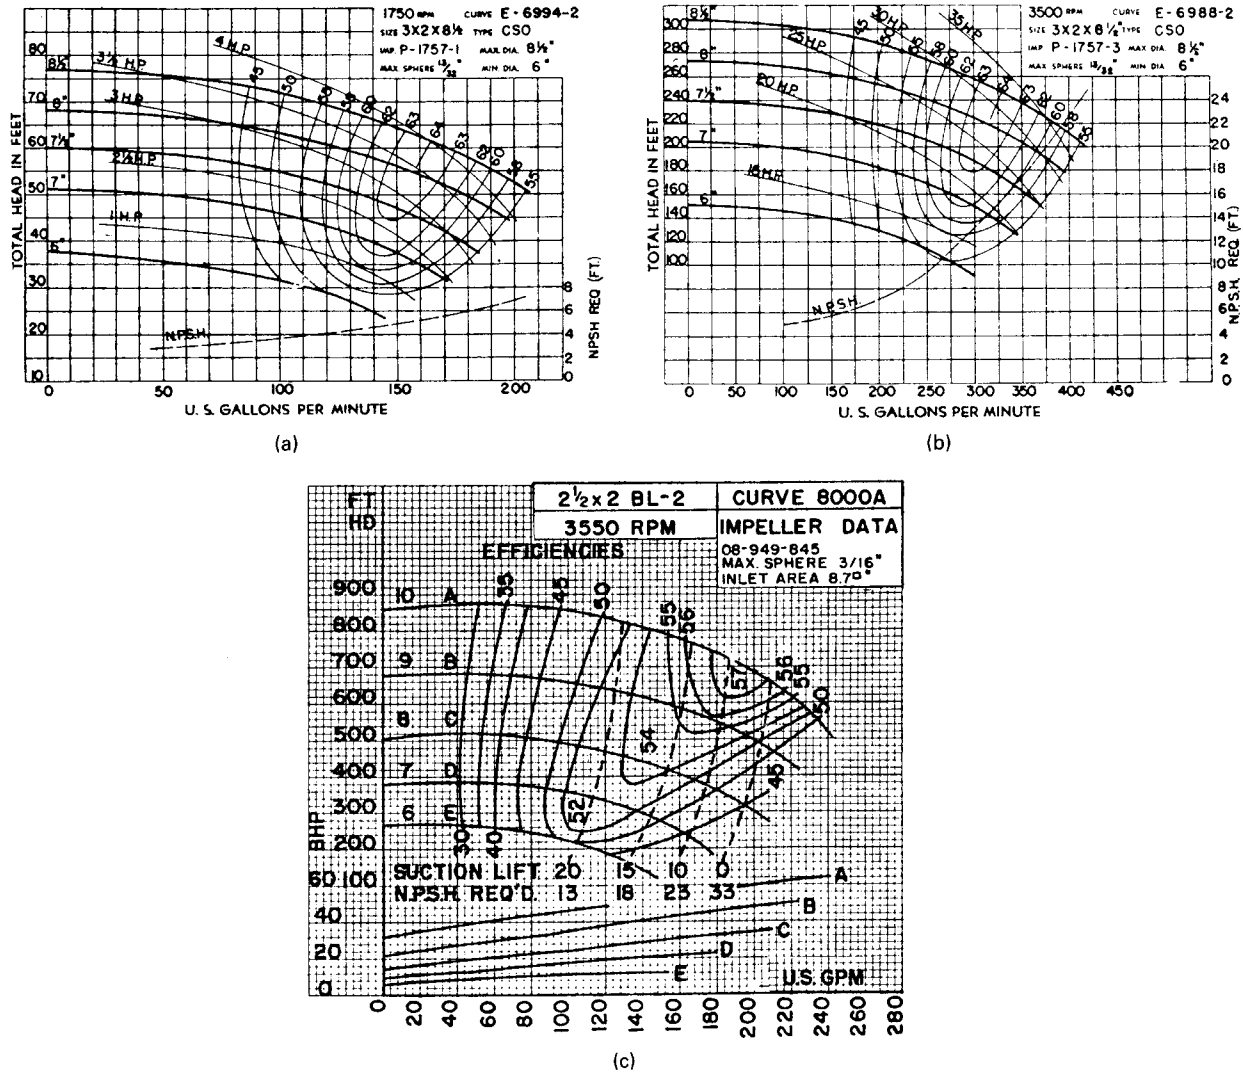 1750 RPM CURVE E-6994-2
SIZE 3X2X8½ TYPE CSO
IMP. P-1757-1 MAX. DIA. 8½"
MAX SPHERE 13/32" MIN DIA. 6"
TOTAL HEAD IN FEET
80
70
60
50
40
30
20
10
8½"
8"
7½"
7"
6"
4 H.P.
3½ H.P.
3 H.P.
2½ H.P.
1 H.P.
45
50
55
58
60
62
63
64
63
62
60
58
55
N.P.S.H.
8
6
4
2
0
NPSH REQ (FT.)
0 50 100 150 200
U. S. GALLONS PER MINUTE
(a)
3500 RPM CURVE E-6988-2
SIZE 3X2X8½" TYPE CSO
IMP. P-1757-3 MAX DIA. 8½"
MAX SPHERE 13/32" MIN DIA. 6"
TOTAL HEAD IN FEET
300
280
260
240
200
180
160
140
120
100
8½"
8"
7½"
7"
6"
30 H.P.
35 H.P.
25 H.P.
20 H.P.
15 H.P.
45
50
55
58
60
62
63
64
63
62
60
58
55
N.P.S.H.
24
22
20
18
16
14
12
10
8
6
4
2
0
N.P.S.H. REQ (FT)
0 50 100 150 200 250 300 350 400 450
U. S. GALLONS PER MINUTE
(b)
2½x2 BL-2
CURVE 8000A
3550 RPM
IMPELLER DATA
08-949-845
MAX. SPHERE 3/16"
INLET AREA 8.7□"
FT
HD
EFFICIENCIES
900
800
700
600
500
400
300
200
100
10 A
9 B
8 C
7 D
6 E
35
45
50
55
56
57
56
55
50
54
52
45
30
40
BHP
60
40
20
0
SUCTION LIFT 20 15 10 0
N.P.S.H. REQ'D. 13 18 23 33
A
B
C
D
E
U.S. GPM
0 20 40 60 80 100 120 140 160 180 200 220 240 260 280
(c)